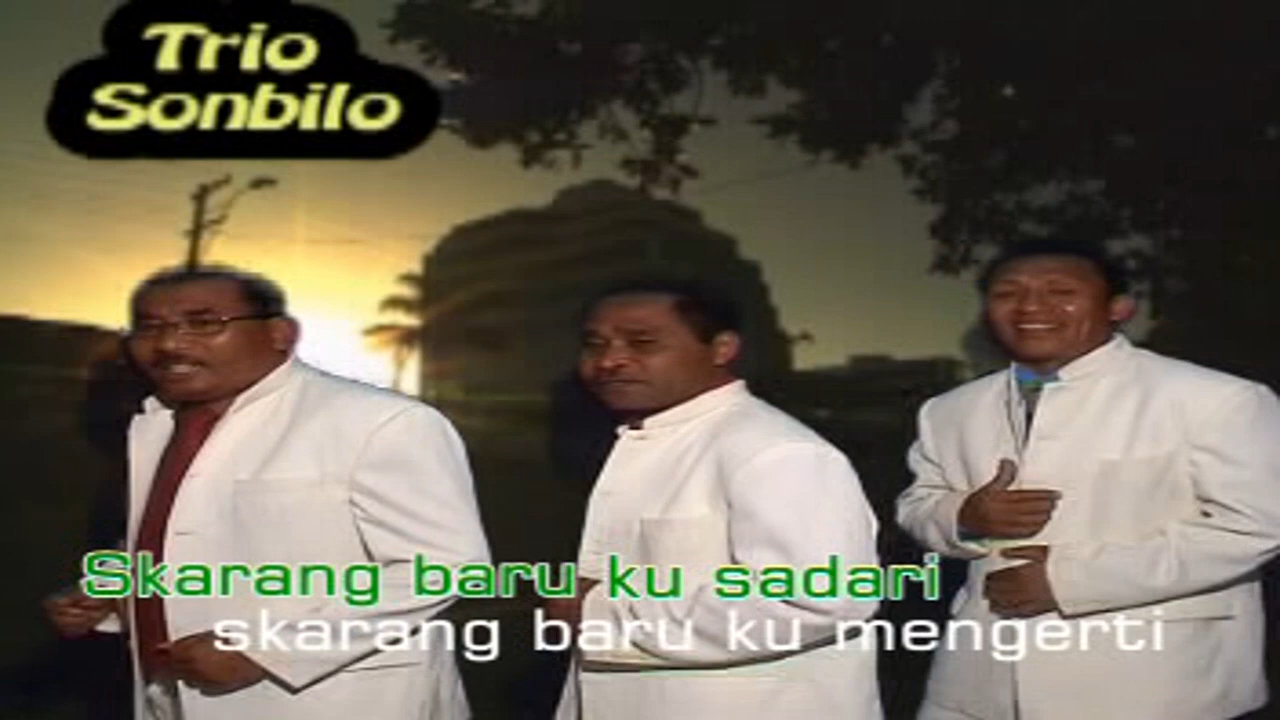 Trio
Sonbilo
Skarang baru ku sadari
skarang baru ku mengerti